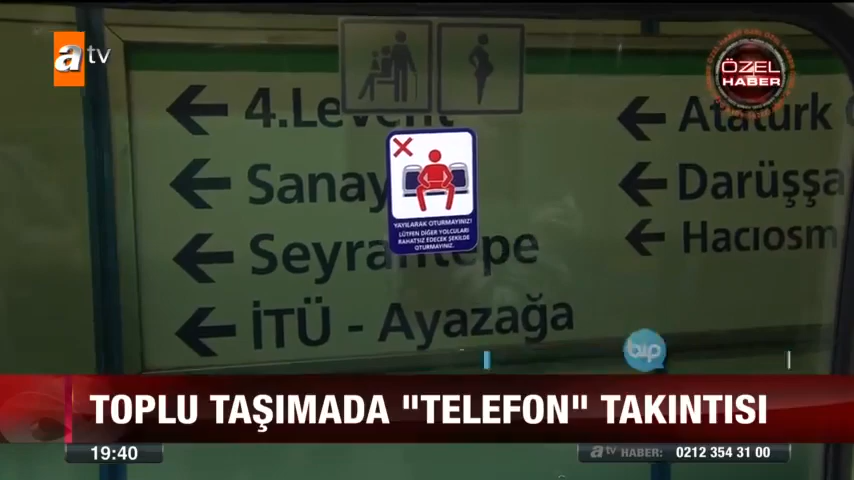 atv
ÖZEL HABER
4.Levent
Sanay
Seyrantepe
İTÜ - Ayazağa
Atatürk
Darüşşa
Hacıosm
YAYILARAK OTURMAYINIZ!
LÜTFEN DİĞER YOLCULARI
RAHATSIZ EDECEK ŞEKİLDE
OTURMAYINIZ.
bip
TOPLU TAŞIMADA "TELEFON" TAKINTISI
19:40
atv HABER: 0212 354 31 00